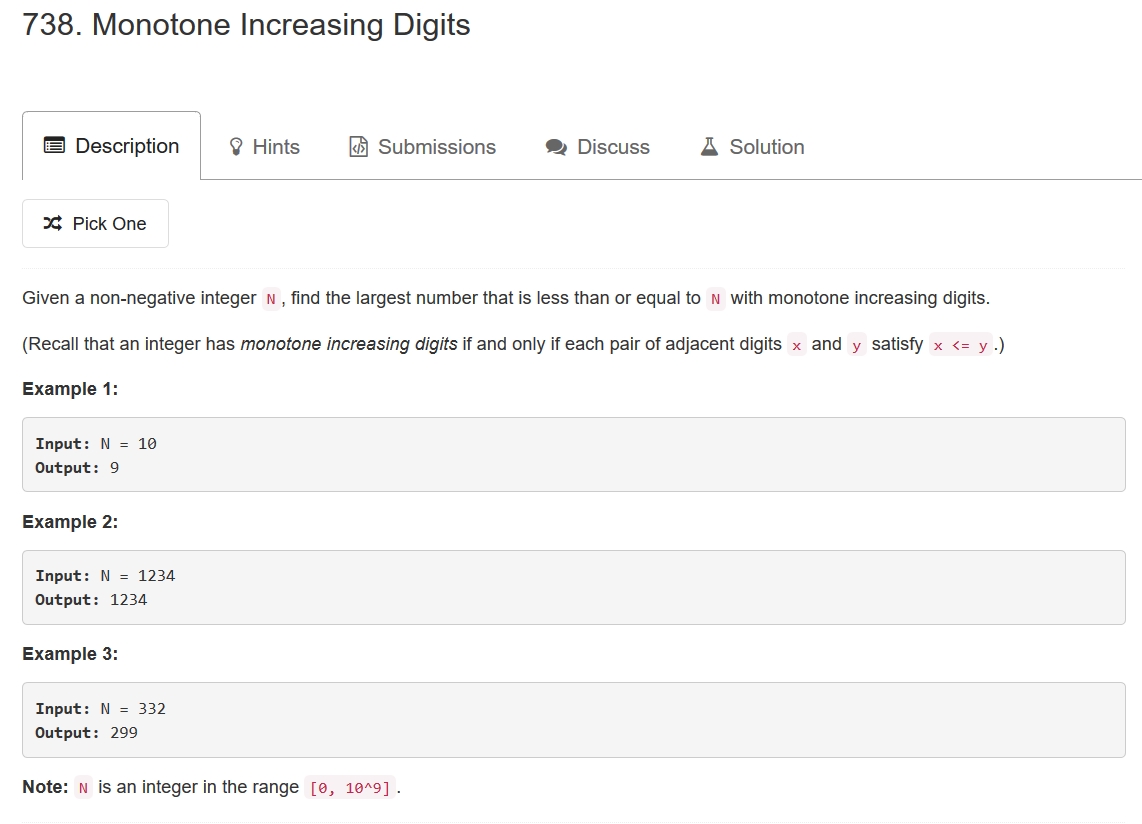 738. Monotone Increasing Digits
Description
Hints
Submissions
Discuss
Solution
Pick One
Given a non-negative integer N, find the largest number that is less than or equal to N with monotone increasing digits.
(Recall that an integer has monotone increasing digits if and only if each pair of adjacent digits x and y satisfy x <= y.)
Example 1:
Input: N = 10
Output: 9
Example 2:
Input: N = 1234
Output: 1234
Example 3:
Input: N = 332
Output: 299
Note: N is an integer in the range [0, 10^9].